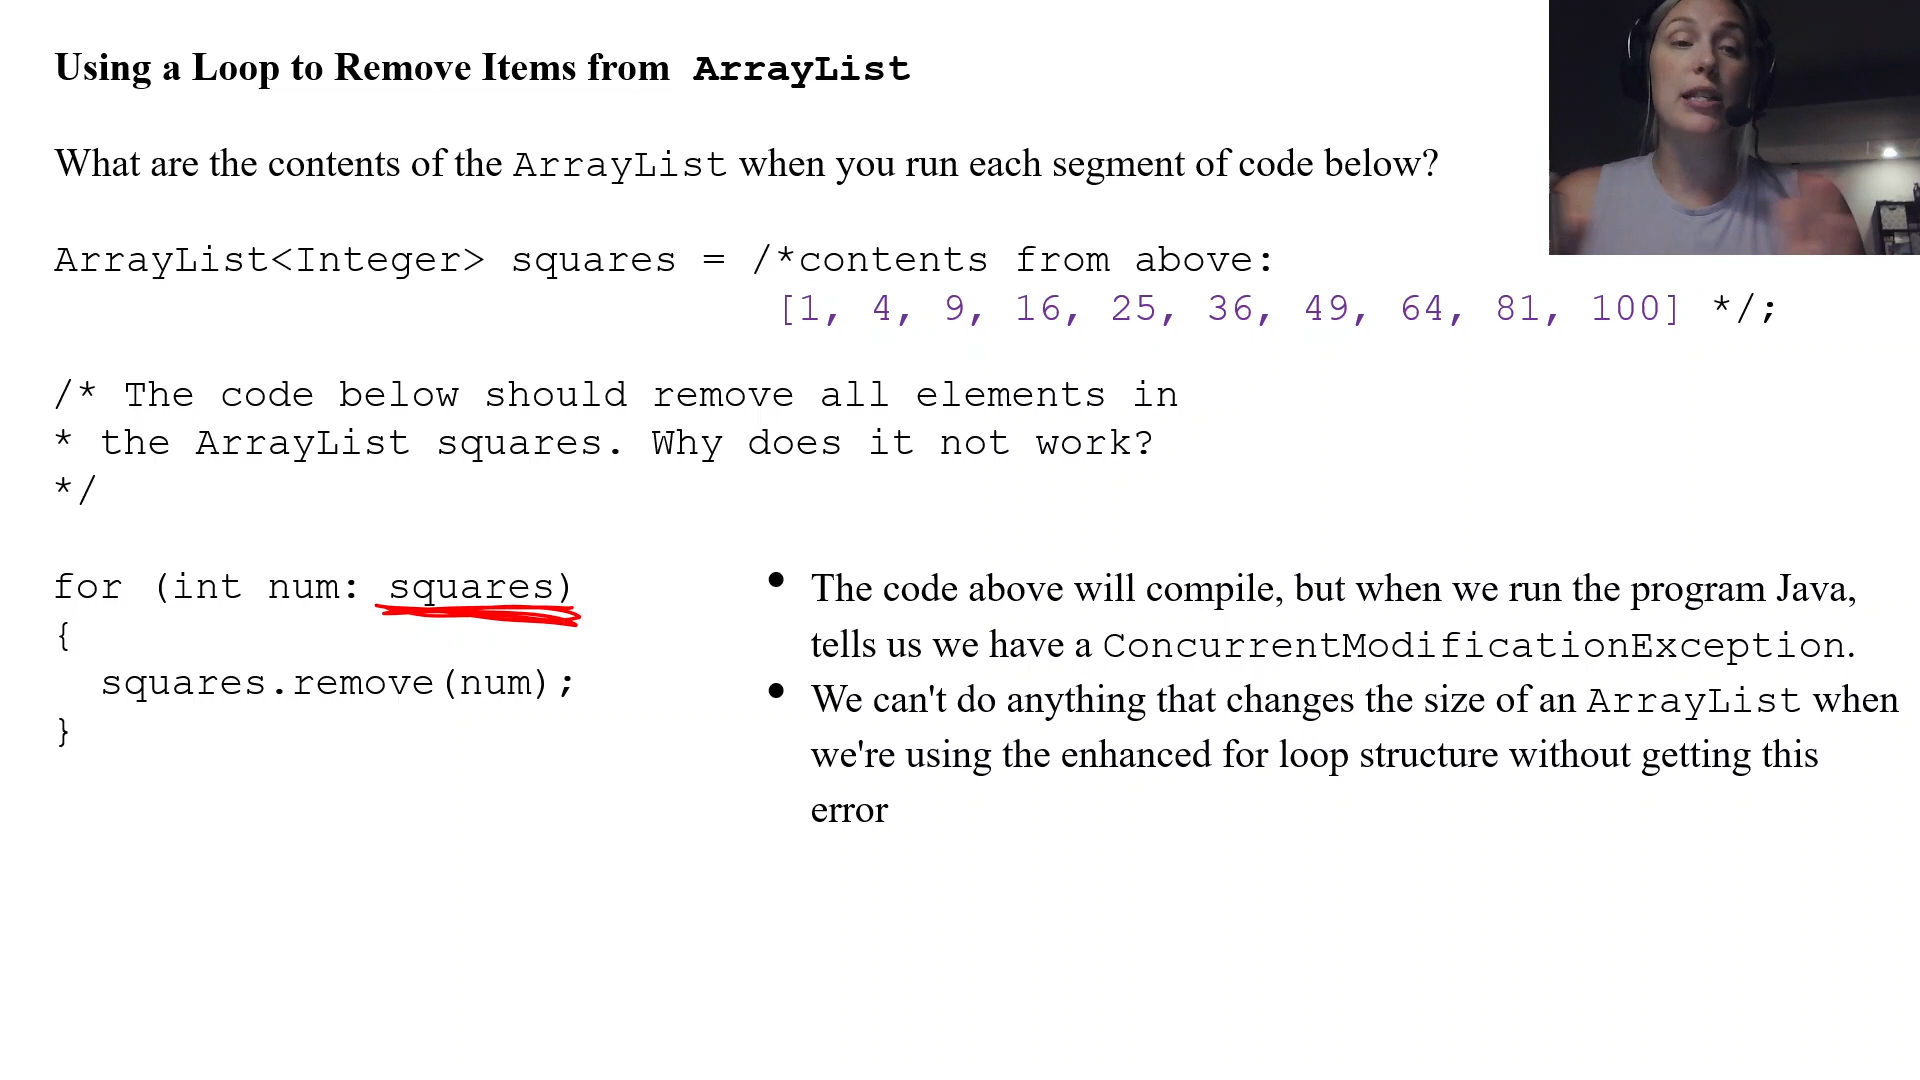 Using a Loop to Remove Items from ArrayList
What are the contents of the ArrayList when you run each segment of code below?
ArrayList<Integer> squares = /*contents from above:
[1, 4, 9, 16, 25, 36, 49, 64, 81, 100] */;
/* The code below should remove all elements in
* the ArrayList squares. Why does it not work?
*/
for (int num: squares)
{
squares.remove(num);
}
• The code above will compile, but when we run the program Java,
tells us we have a ConcurrentModificationException.
• We can't do anything that changes the size of an ArrayList when
we're using the enhanced for loop structure without getting this
error